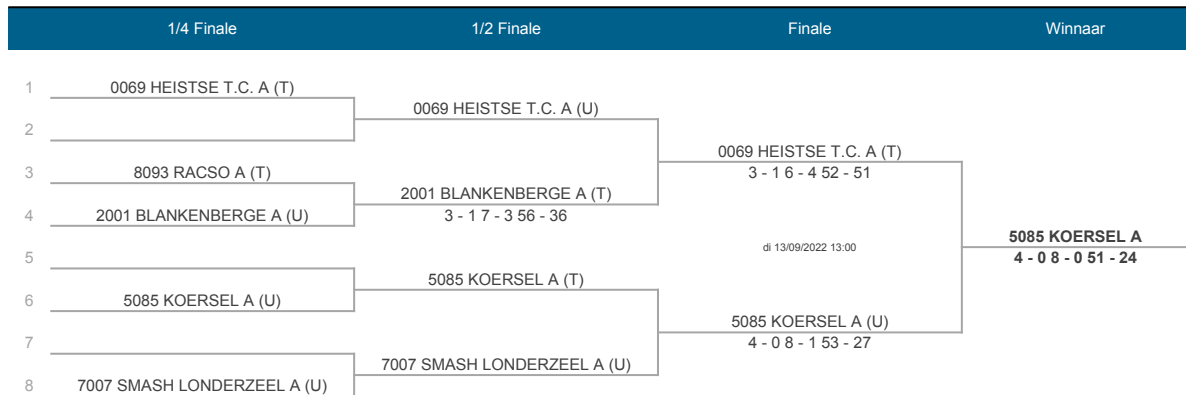 1/4 Finale 1/2 Finale Finale Winnaar
1 0069 HEISTSE T.C. A (T)
0069 HEISTSE T.C. A (U)
2
0069 HEISTSE T.C. A (T)
3 8093 RACSO A (T)
3 - 1 6 - 4 52 - 51
2001 BLANKENBERGE A (T)
4 2001 BLANKENBERGE A (U)
3 - 1 7 - 3 56 - 36
5085 KOERSEL A
di 13/09/2022 13:00
5
4 - 0 8 - 0 51 - 24
5085 KOERSEL A (T)
6 5085 KOERSEL A (U)
5085 KOERSEL A (U)
7
4 - 0 8 - 1 53 - 27
7007 SMASH LONDERZEEL A (U)
8 7007 SMASH LONDERZEEL A (U)